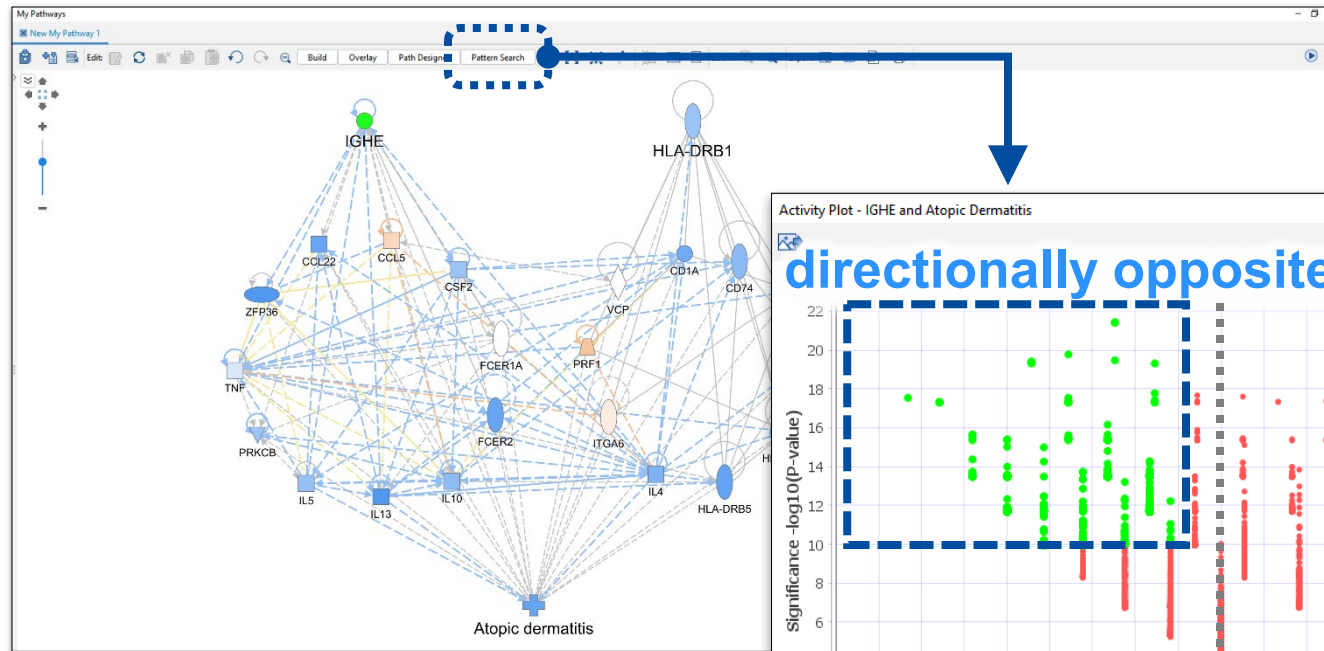 My Pathways
New My Pathway 1
Edit: Build Overlay Path Designer Pattern Search
IGHE
HLA-DRB1
CCL22
CCL5
CSF2
CD1A
CD74
ZFP36
VCP
FCER1A
PRF1
TNF
FCER2
ITGA6
PRKCB
IL5
IL13
IL10
IL4
HLA-DRB5
Atopic dermatitis
Activity Plot - IGHE and Atopic Dermatitis
directionally opposite
Significance -log10(P-value)
22
20
18
16
14
12
10
8
6